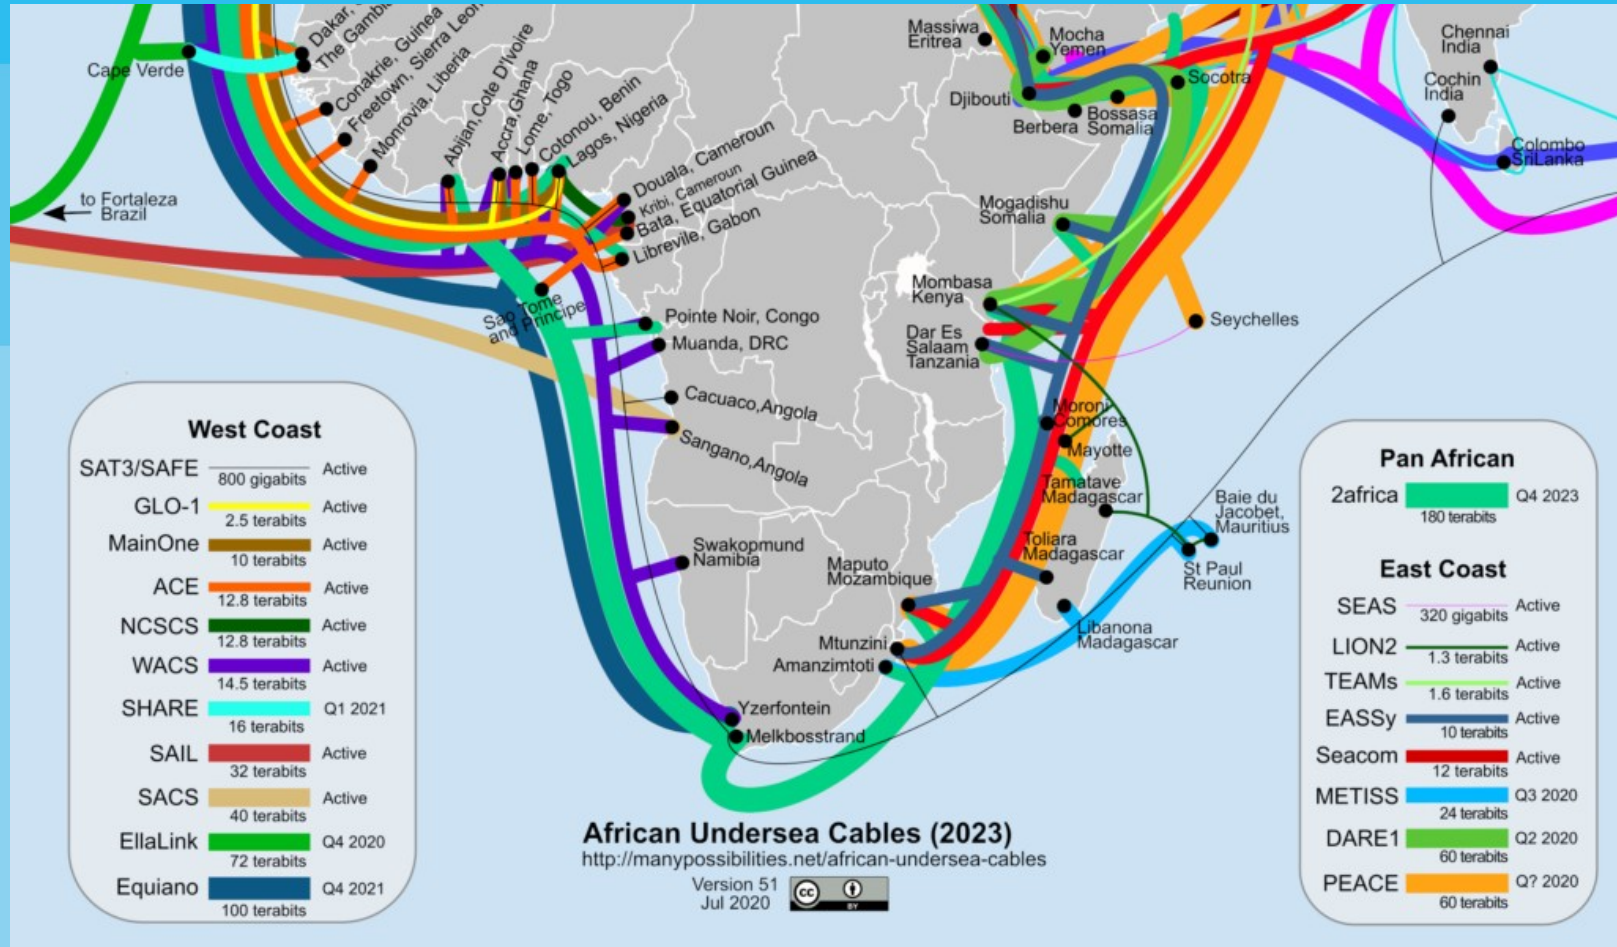 Dakar,
The Gambia
Conakrie, Guinea
Freetown, Sierra Leon
Monrovia, Liberia
Abijan,Cote D'Ivoire
Accra,Ghana
Lome, Togo
Cotonou, Benin
Lagos, Nigeria
Douala, Cameroun
Kribi, Cameroun
Bata, Equatorial Guinea
Librevile, Gabon
Cape Verde
to Fortaleza
Brazil
Sao Tome
and Principe
Pointe Noir, Congo
Muanda, DRC
Cacuaco,Angola
Sangano,Angola
Swakopmund
Namibia
Yzerfontein
Melkbosstrand
Massiwa
Eritrea
Mocha
Yemen
Djibouti
Berbera
Bossasa
Somalia
Socotra
Chennai
India
Cochin
India
Colombo
SriLanka
Mogadishu
Somalia
Mombasa
Kenya
Dar Es
Salaam
Tanzania
Seychelles
Moroni
Comores
Mayotte
Tamatave
Madagascar
Baie du
Jacobet,
Mauritius
St Paul
Reunion
Toliara
Madagascar
Maputo
Mozambique
Libanona
Madagascar
Mtunzini
Amanzimtoti
West Coast
SAT3/SAFE 800 gigabits Active
GLO-1 2.5 terabits Active
MainOne 10 terabits Active
ACE 12.8 terabits Active
NCSCS 12.8 terabits Active
WACS 14.5 terabits Active
SHARE 16 terabits Q1 2021
SAIL 32 terabits Active
SACS 40 terabits Active
EllaLink 72 terabits Q4 2020
Equiano 100 terabits Q4 2021
African Undersea Cables (2023)
http://manypossibilities.net/african-undersea-cables
Version 51
Jul 2020
cc
BY
Pan African
2africa 180 terabits Q4 2023
East Coast
SEAS 320 gigabits Active
LION2 1.3 terabits Active
TEAMs 1.6 terabits Active
EASSy 10 terabits Active
Seacom 12 terabits Active
METISS 24 terabits Q3 2020
DARE1 60 terabits Q2 2020
PEACE 60 terabits Q? 2020